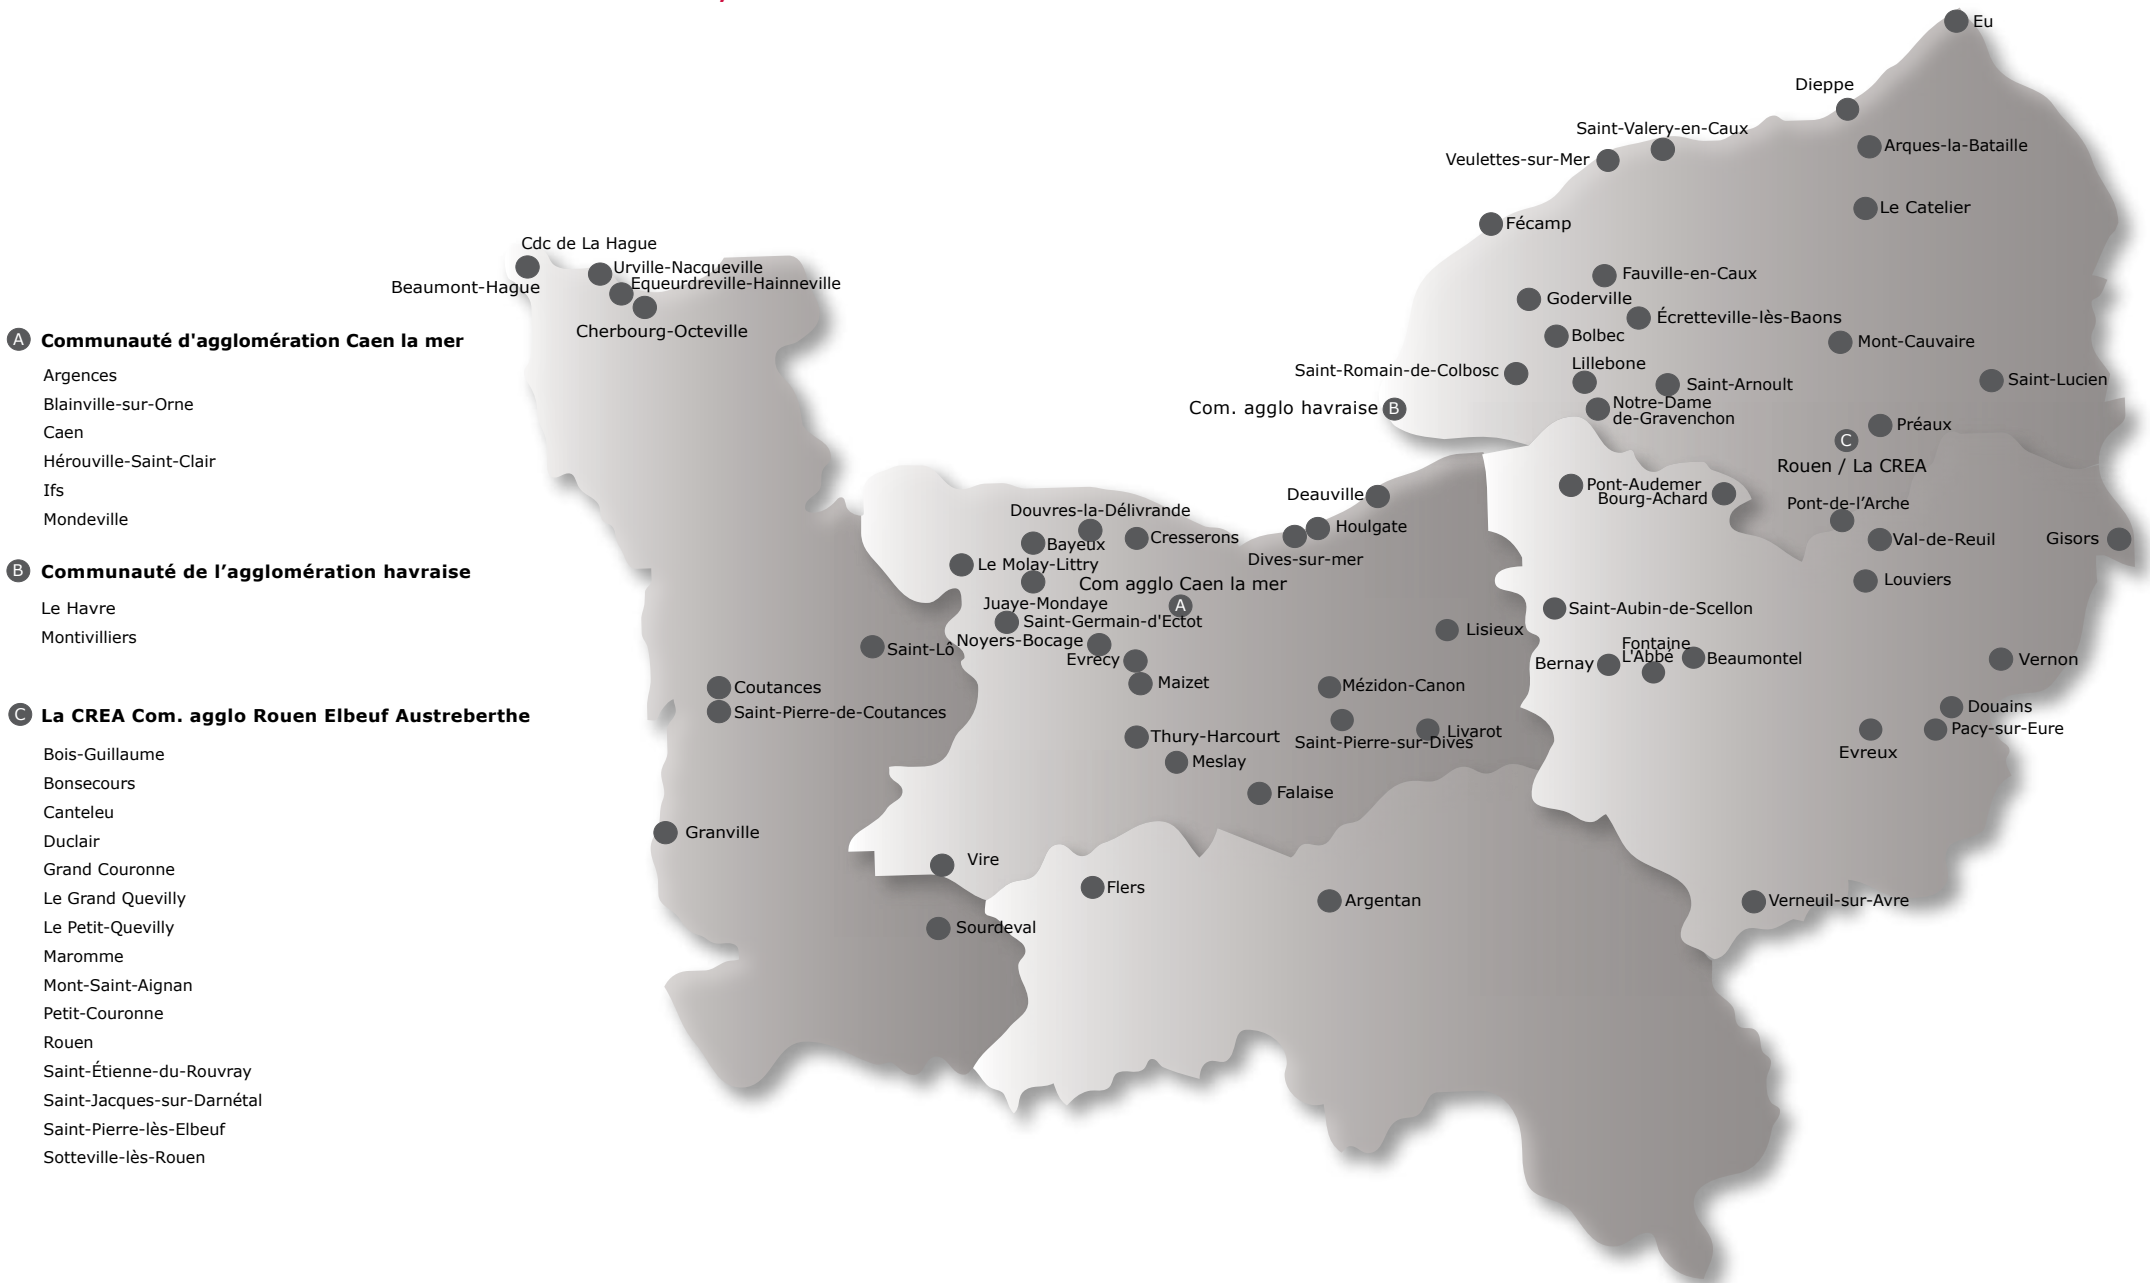 Eu
Dieppe
Saint-Valery-en-Caux
Veulettes-sur-Mer
Arques-la-Bataille
Le Catelier
Fécamp
Cdc de La Hague
Urville-Nacqueville
Beaumont-Hague
Equeurdreville-Hainneville
Cherbourg-Octeville
Fauville-en-Caux
Goderville
Écretteville-lès-Baons
Bolbec
Mont-Cauvaire
Lillebone
Saint-Romain-de-Colbosc
Saint-Arnoult
Saint-Lucien
Com. agglo havraise B
Notre-Dame
de-Gravenchon
Préaux
C
Rouen / La CREA
A Communauté d'agglomération Caen la mer
Argences
Blainville-sur-Orne
Caen
Hérouville-Saint-Clair
Ifs
Mondeville
B Communauté de l’agglomération havraise
Le Havre
Montivilliers
C La CREA Com. agglo Rouen Elbeuf Austreberthe
Bois-Guillaume
Bonsecours
Canteleu
Duclair
Grand Couronne
Le Grand Quevilly
Le Petit-Quevilly
Maromme
Mont-Saint-Aignan
Petit-Couronne
Rouen
Saint-Étienne-du-Rouvray
Saint-Jacques-sur-Darnétal
Saint-Pierre-lès-Elbeuf
Sotteville-lès-Rouen
Pont-Audemer
Bourg-Achard
Pont-de-l’Arche
Val-de-Reuil
Gisors
Louviers
Deauville
Houlgate
Dives-sur-mer
Douvres-la-Délivrande
Cresserons
Bayeux
Le Molay-Littry
Com agglo Caen la mer
A
Juaye-Mondaye
Saint-Germain-d'Ectot
Noyers-Bocage
Evrecy
Maizet
Saint-Lô
Coutances
Saint-Pierre-de-Coutances
Lisieux
Mézidon-Canon
Saint-Pierre-sur-Dives
Livarot
Thury-Harcourt
Meslay
Falaise
Saint-Aubin-de-Scellon
Fontaine
L'Abbé
Bernay
Beaumontel
Vernon
Douains
Pacy-sur-Eure
Evreux
Granville
Vire
Flers
Argentan
Sourdeval
Verneuil-sur-Avre